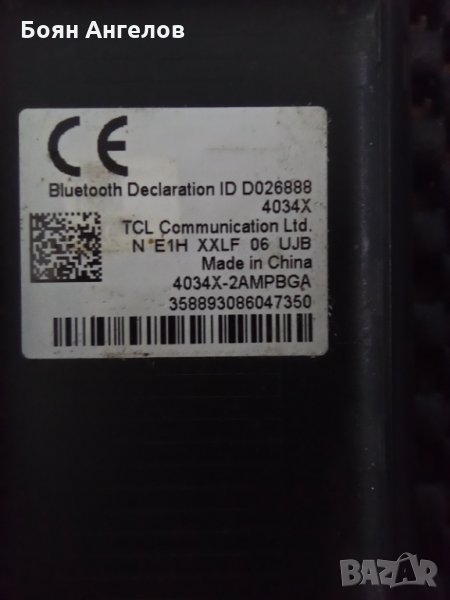 Боян Ангелов
CE
Bluetooth Declaration ID D026888
4034X
TCL Communication Ltd.
N°E1H XXLF 06 UJB
Made in China
4034X-2AMPBGA
358893086047350
BAZAR